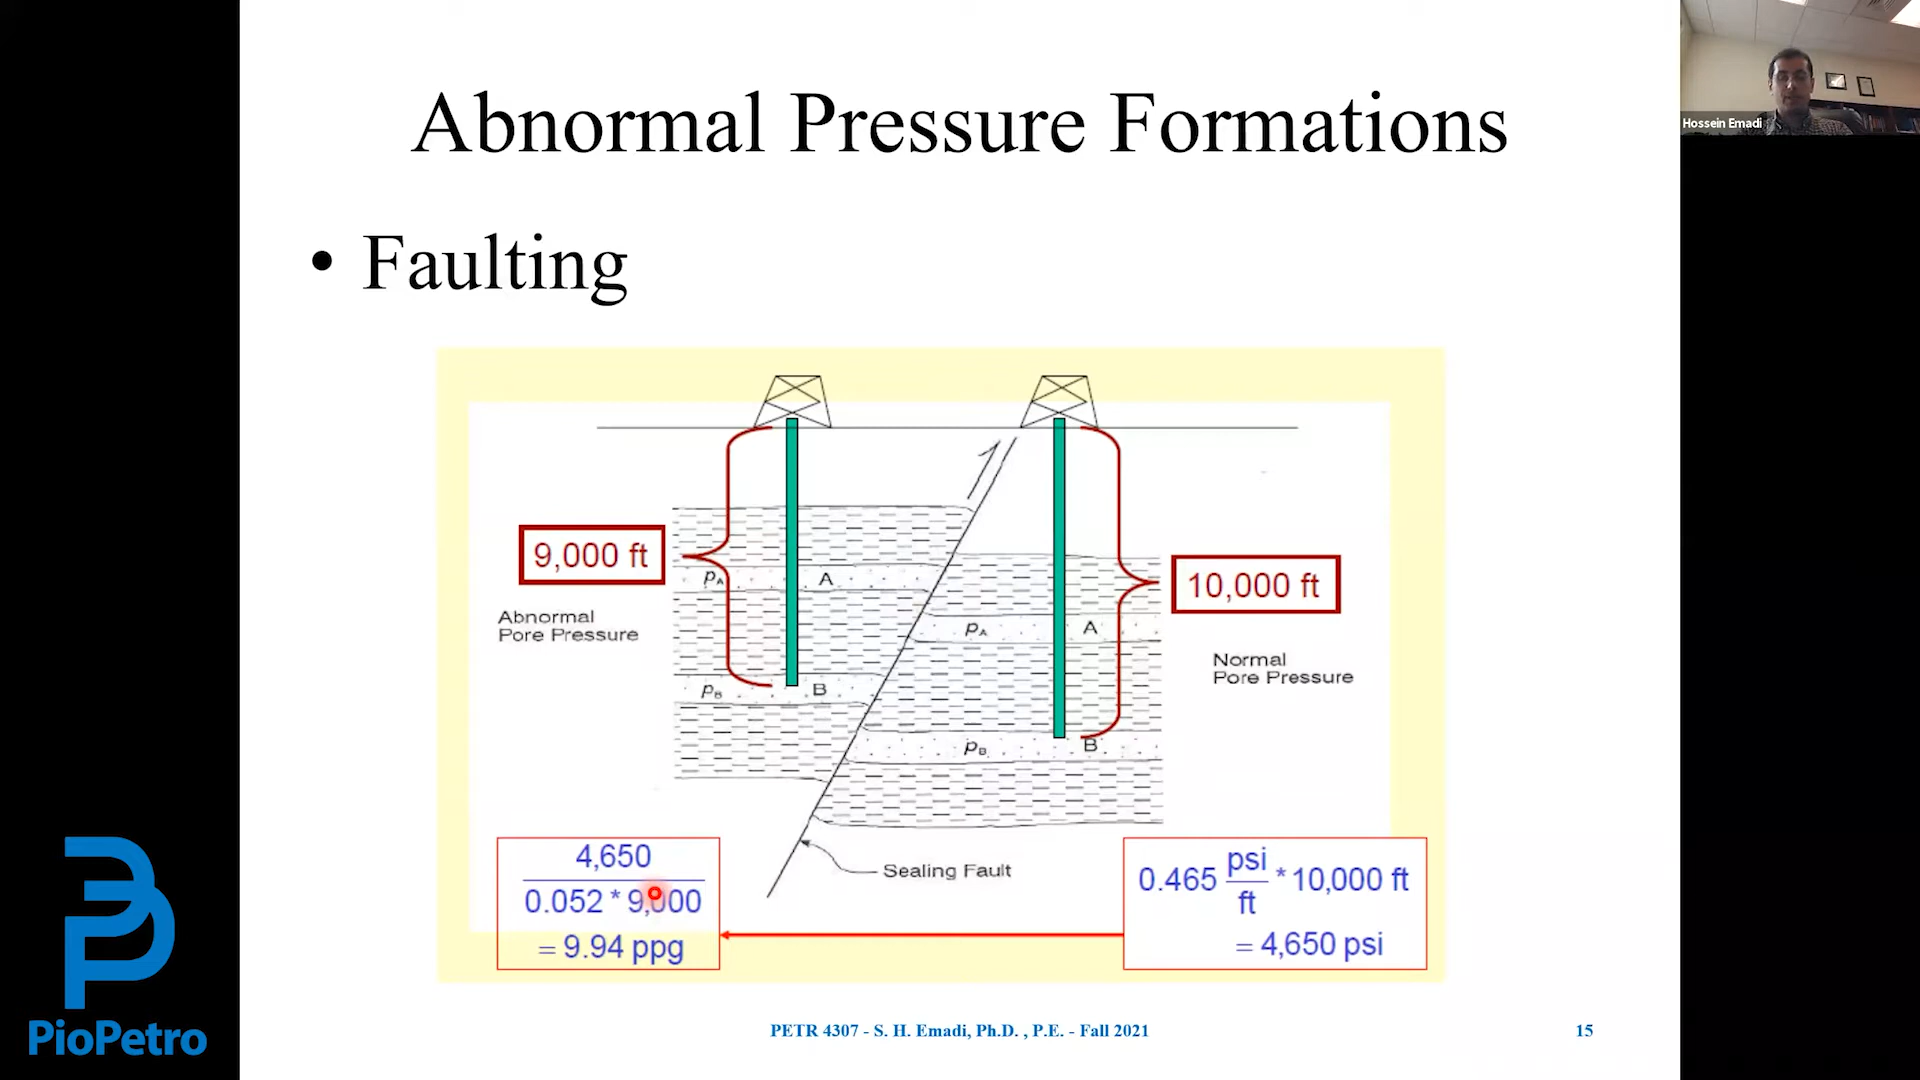 Abnormal Pressure Formations
Hossein Emadi
• Faulting
9,000 ft
10,000 ft
pA A
Abnormal
Pore Pressure
pA A
Normal
Pore Pressure
pB B
pB B
Sealing Fault
4,650
0.052 * 9,000
= 9.94 ppg
0.465 psi/ft * 10,000 ft
= 4,650 psi
PETR 4307 - S. H. Emadi, Ph.D. , P.E. - Fall 2021
15
PioPetro